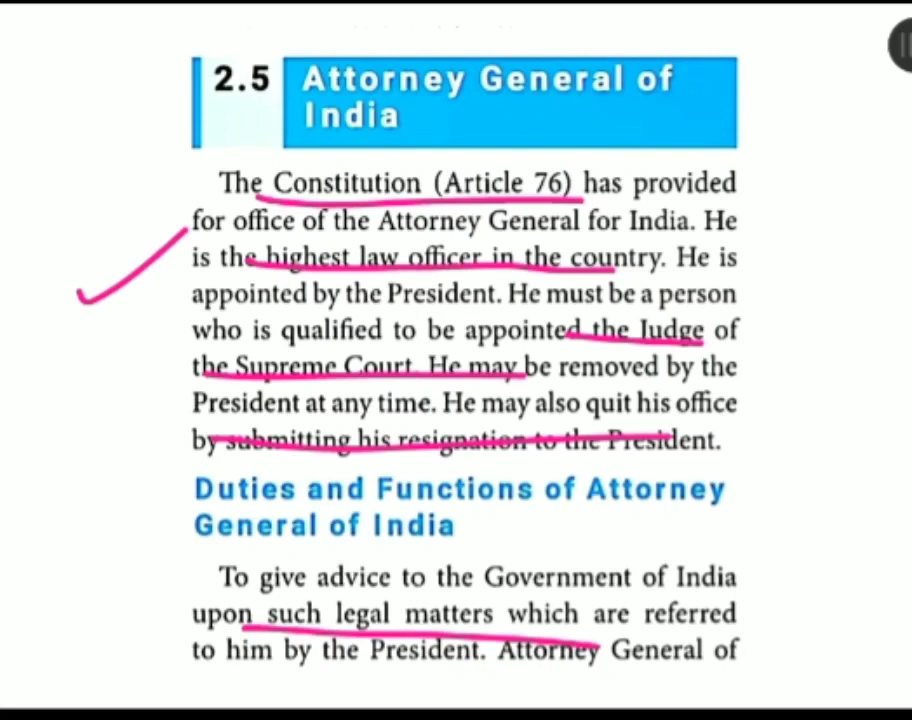 2.5 Attorney General of
India
The Constitution (Article 76) has provided
for office of the Attorney General for India. He
is the highest law officer in the country. He is
appointed by the President. He must be a person
who is qualified to be appointed the Judge of
the Supreme Court. He may be removed by the
President at any time. He may also quit his office
by submitting his resignation to the President.
Duties and Functions of Attorney
General of India
To give advice to the Government of India
upon such legal matters which are referred
to him by the President. Attorney General of